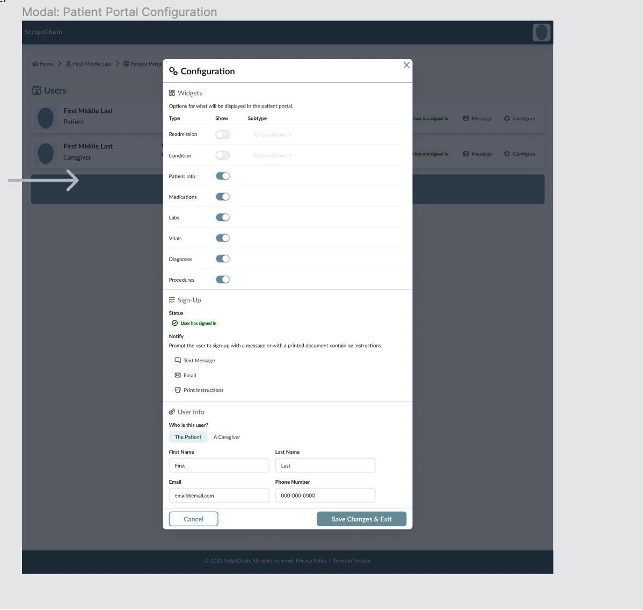 Modal: Patient Portal Configuration
ScriptChain
Home > First Middle Last > Patient Porta
Users
First Middle Last
Patient
Message
Configure
First Middle Last
Caregiver
Message
Configure
Configuration
Widgets
Options for what will be displayed in the patient portal.
Type Show Subtype
Readmission All Conditions
Condition All Conditions
Patient Info
Medications
Labs
Vitals
Diagnoses
Procedures
Sign-Up
Status
User has signed in
Notify
Prompt the user to sign-up with a message or with a printed document containing instructions.
Text Message
Email
Print Instructions
User Info
Who is this user?
The Patient A Caregiver
First Name Last Name
First Last
Email Phone Number
email@email.com 000-000-0000
Cancel Save Changes & Exit
ScriptChain. All rights reserved. Privacy Policy | Terms of Service